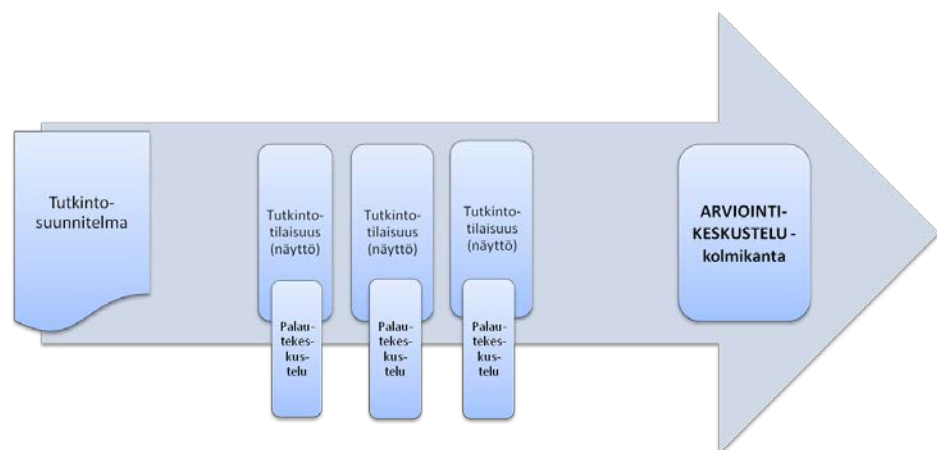 Tutkinto-
suunnitelma
Tutkinto-
tilaisuus
(näyttö)
Palau-
tekes-
kus-
telu
Tutkinto-
tilaisuus
(näyttö)
Palau-
tekes-
kus-
telu
Tutkinto-
tilaisuus
(näyttö)
Palau-
tekes-
kus-
telu
ARVIOINTI-
KESKUSTELU -
kolmikanta